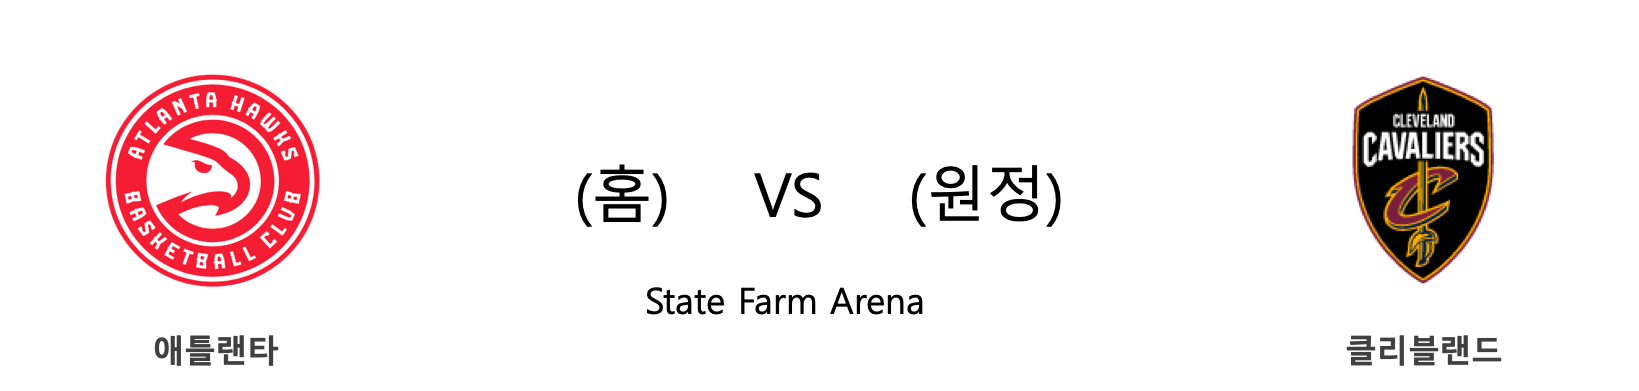 ATLANTA HAWKS
BASKETBALL CLUB
CLEVELAND
CAVALIERS
C
(홈) VS (원정)
State Farm Arena
애틀랜타
클리블랜드